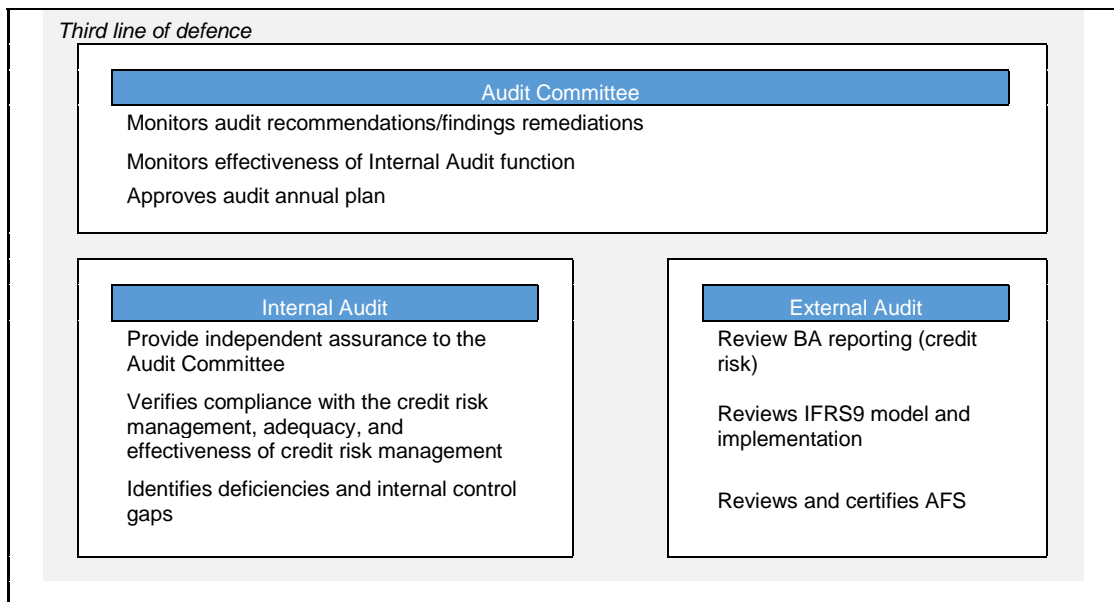 Third line of defence
Audit Committee
Monitors audit recommendations/findings remediations
Monitors effectiveness of Internal Audit function
Approves audit annual plan
Internal Audit
Provide independent assurance to the
Audit Committee
Verifies compliance with the credit risk
management, adequacy, and
effectiveness of credit risk management
Identifies deficiencies and internal control
gaps
External Audit
Review BA reporting (credit
risk)
Reviews IFRS9 model and
implementation
Reviews and certifies AFS